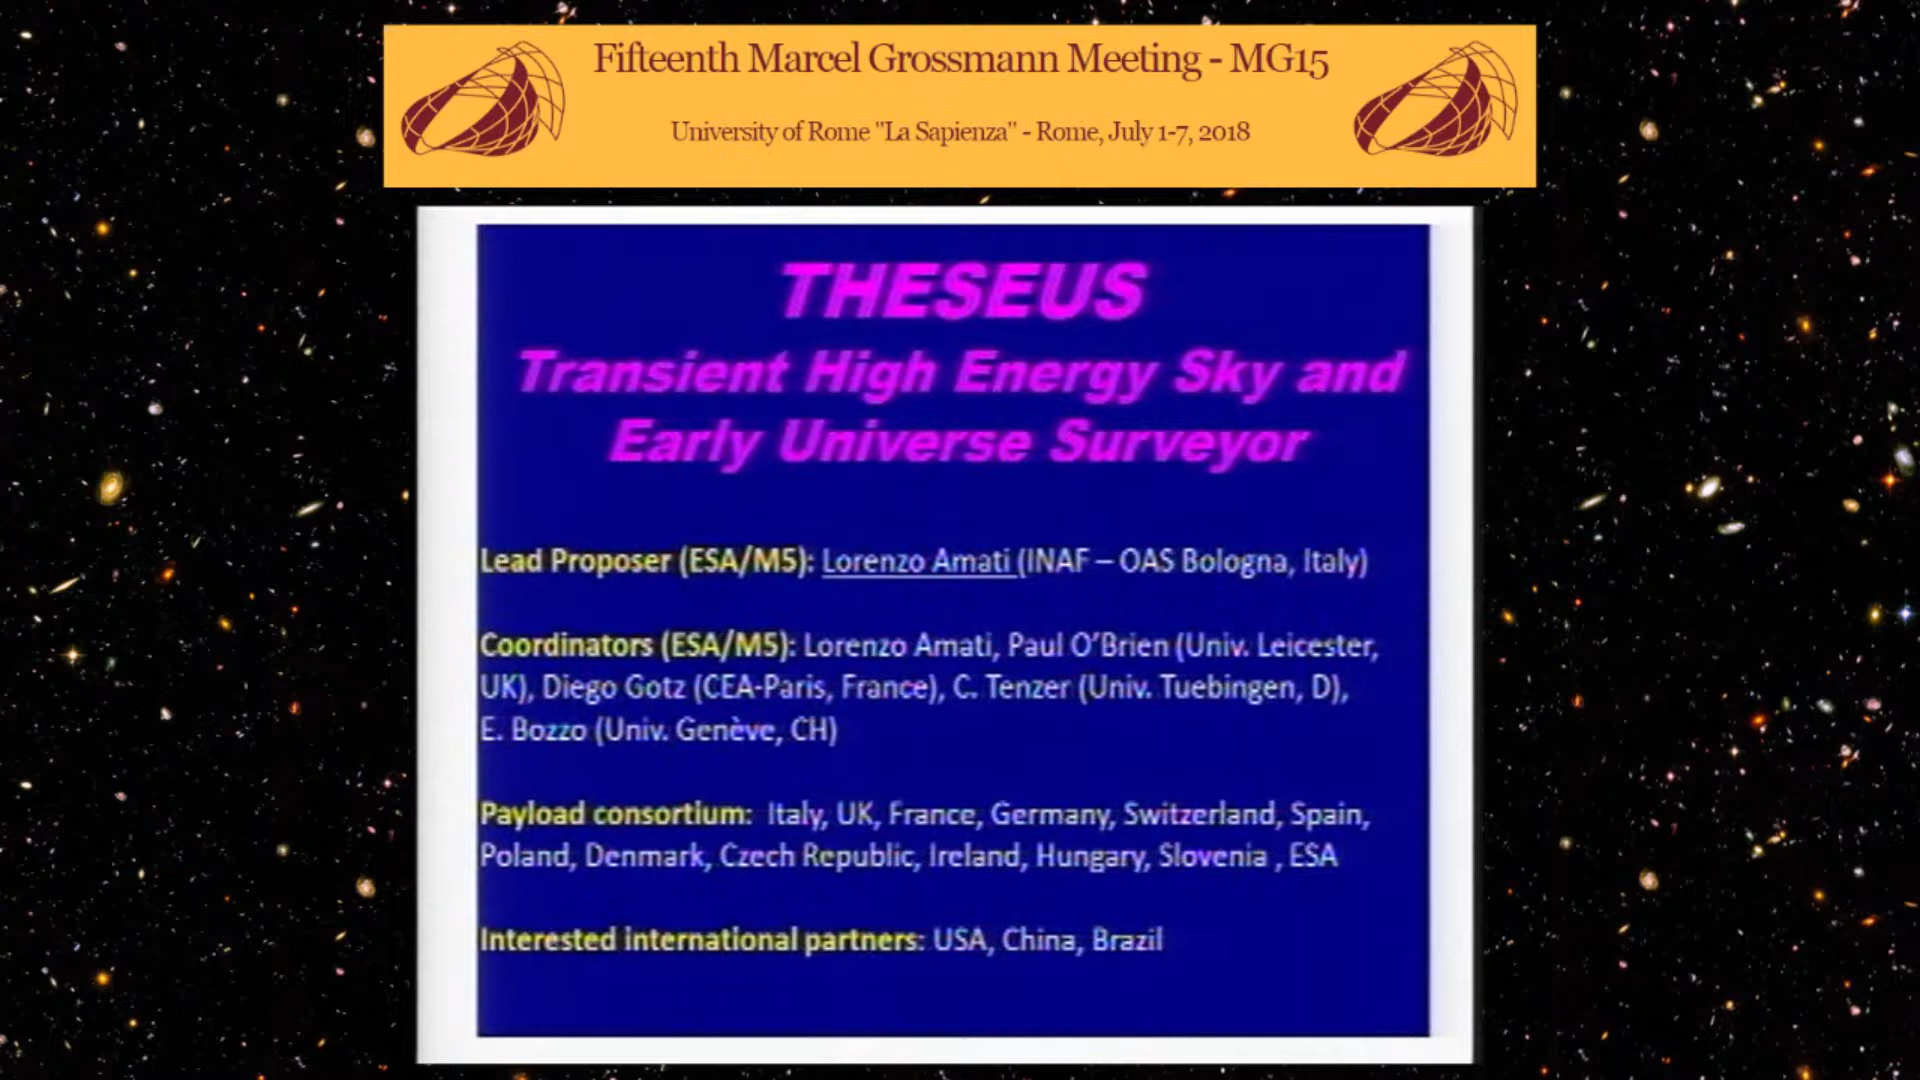 Fifteenth Marcel Grossmann Meeting - MG15
University of Rome "La Sapienza" - Rome, July 1-7, 2018
THESEUS
Transient High Energy Sky and
Early Universe Surveyor
Lead Proposer (ESA/M5): Lorenzo Amati (INAF – OAS Bologna, Italy)
Coordinators (ESA/M5): Lorenzo Amati, Paul O'Brien (Univ. Leicester,
UK), Diego Gotz (CEA-Paris, France), C. Tenzer (Univ. Tuebingen, D),
E. Bozzo (Univ. Genève, CH)
Payload consortium: Italy, UK, France, Germany, Switzerland, Spain,
Poland, Denmark, Czech Republic, Ireland, Hungary, Slovenia , ESA
Interested international partners: USA, China, Brazil